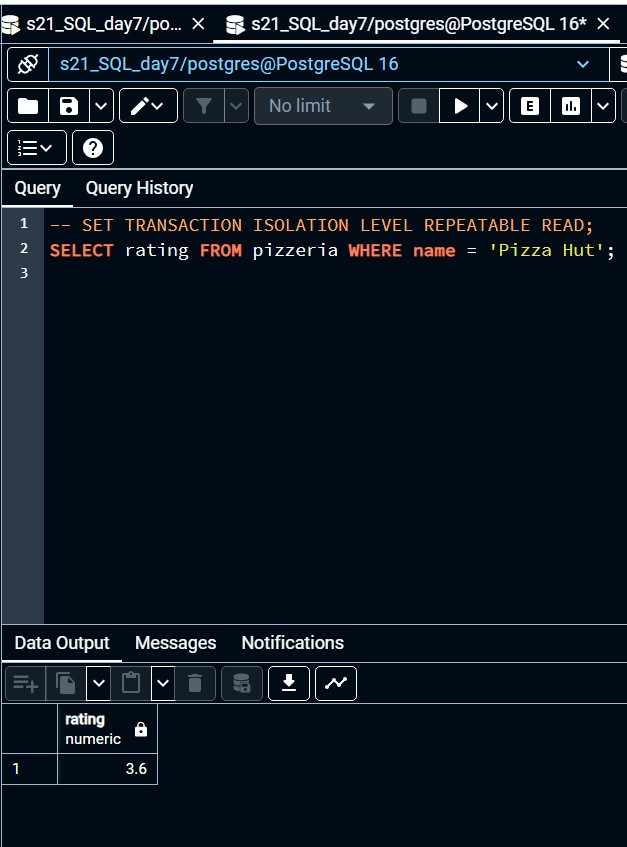 s21_SQL_day7/po...
s21_SQL_day7/postgres@PostgreSQL 16*
s21_SQL_day7/postgres@PostgreSQL 16
No limit
E
Query
Query History
1 -- SET TRANSACTION ISOLATION LEVEL REPEATABLE READ;
2 SELECT rating FROM pizzeria WHERE name = 'Pizza Hut';
3
Data Output
Messages
Notifications
rating
numeric
1 3.6